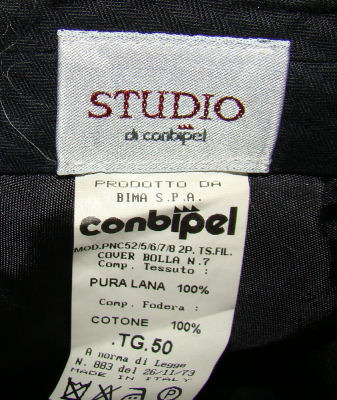 STUDIO
di conbipel
PRODOTTO DA
BIMA S.P.A.
conbipel
MOD.PNC52/5/6/7/8 2P. TS.FIL.
COVER BOLLA N.7
Comp. Tessuto :
PURA LANA 100%
Comp. Fodera :
COTONE 100%
.TG.50
A norma di Legge
N. 883 del 26/11/73
MADE IN ITALY